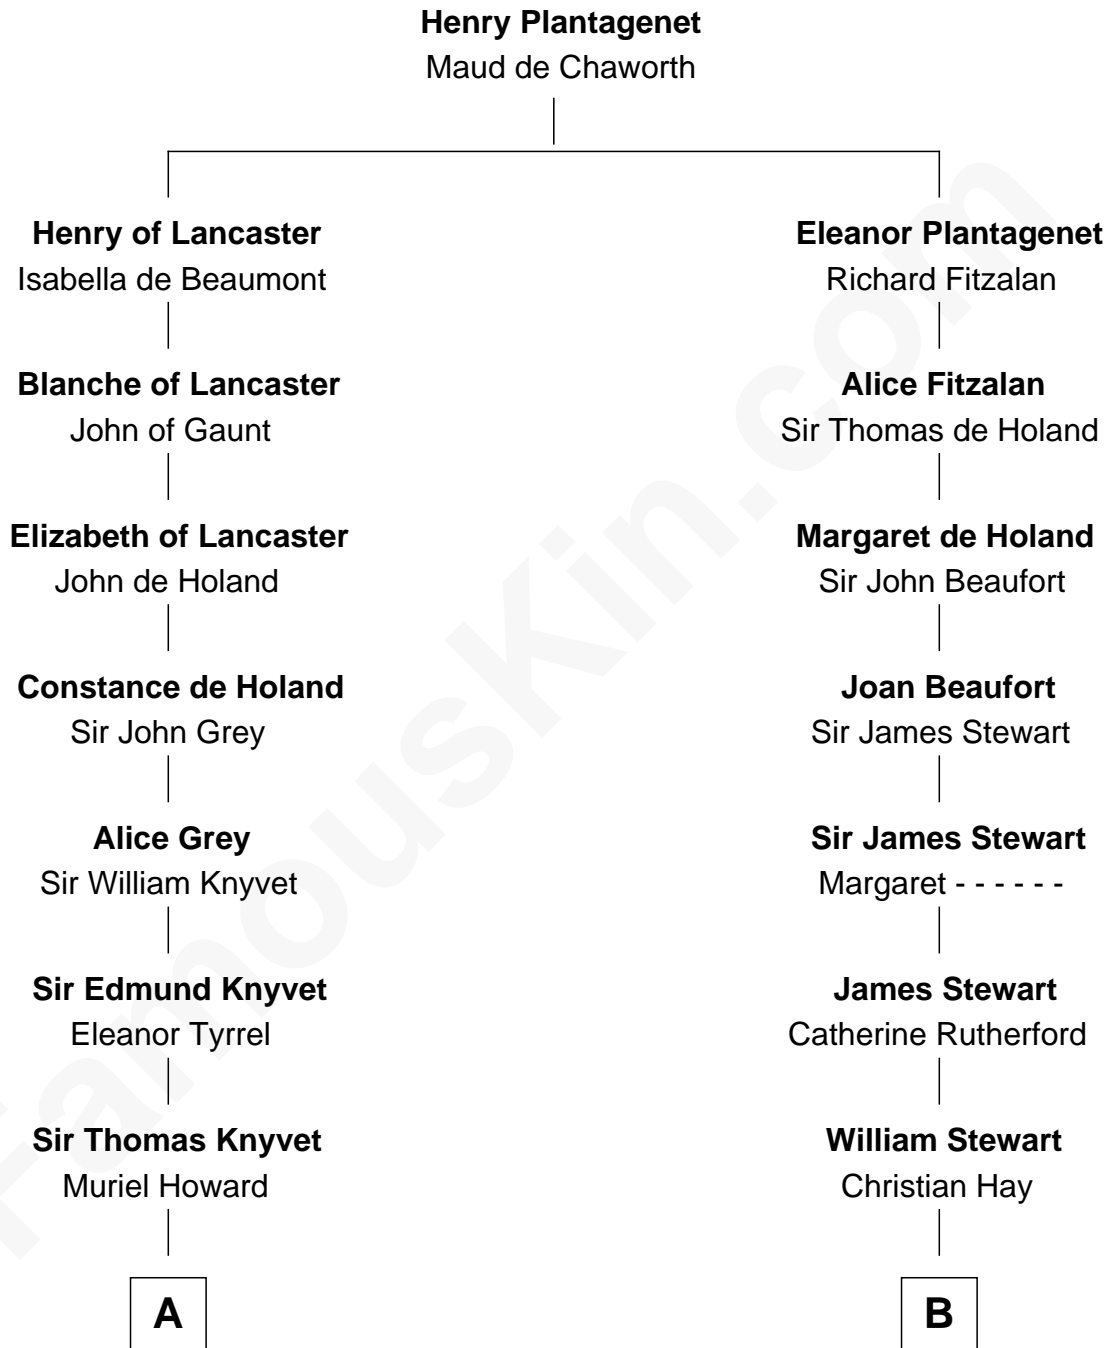 Henry Plantagenet
Maud de Chaworth
Henry of Lancaster
Isabella de Beaumont
Eleanor Plantagenet
Richard Fitzalan
Blanche of Lancaster
John of Gaunt
Alice Fitzalan
Sir Thomas de Holand
Elizabeth of Lancaster
John de Holand
Margaret de Holand
Sir John Beaufort
Constance de Holand
Sir John Grey
Joan Beaufort
Sir James Stewart
Alice Grey
Sir William Knyvet
Sir James Stewart
Margaret - - - - - -
Sir Edmund Knyvet
Eleanor Tyrrel
James Stewart
Catherine Rutherford
Sir Thomas Knyvet
Muriel Howard
William Stewart
Christian Hay
A
B
FamousKin.com